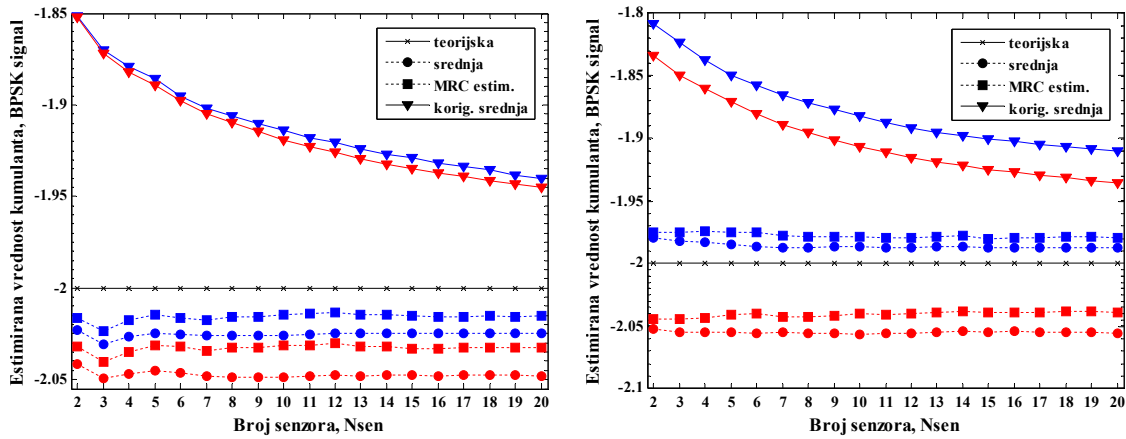 Estimirana vrednost kumulanta, BPSK signal
-1.85
-1.9
-1.95
-2
-2.05
teorijska
srednja
MRC estim.
korig. srednja
2 3 4 5 6 7 8 9 10 11 12 13 14 15 16 17 18 19 20
Broj senzora, Nsen
Estimirana vrednost kumulanta, BPSK signal
-1.8
-1.85
-1.9
-1.95
-2
-2.05
-2.1
teorijska
srednja
MRC estim.
korig. srednja
2 3 4 5 6 7 8 9 10 11 12 13 14 15 16 17 18 19 20
Broj senzora, Nsen